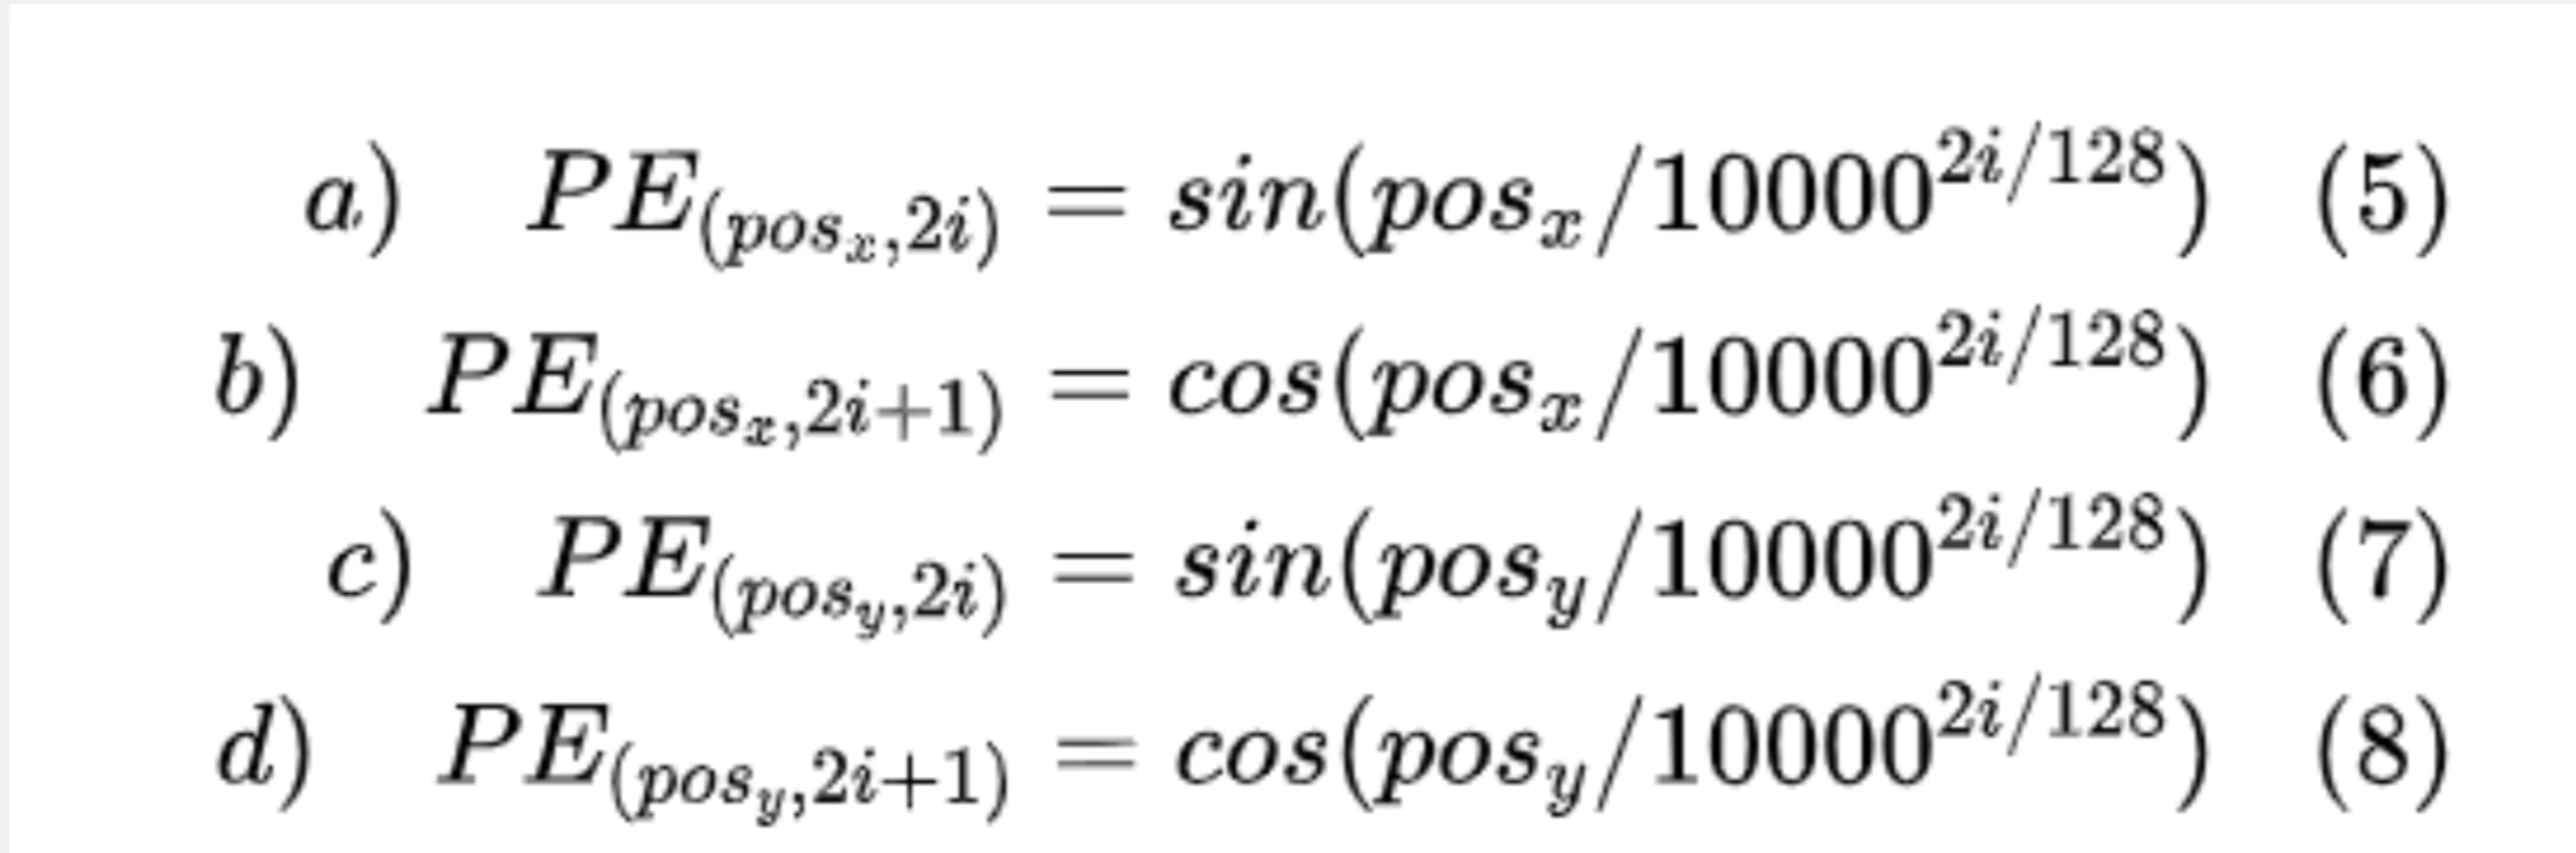 a) PE_{(pos_x,2i)} = sin(pos_x/10000^{2i/128}) (5)
b) PE_{(pos_x,2i+1)} = cos(pos_x/10000^{2i/128}) (6)
c) PE_{(pos_y,2i)} = sin(pos_y/10000^{2i/128}) (7)
d) PE_{(pos_y,2i+1)} = cos(pos_y/10000^{2i/128}) (8)